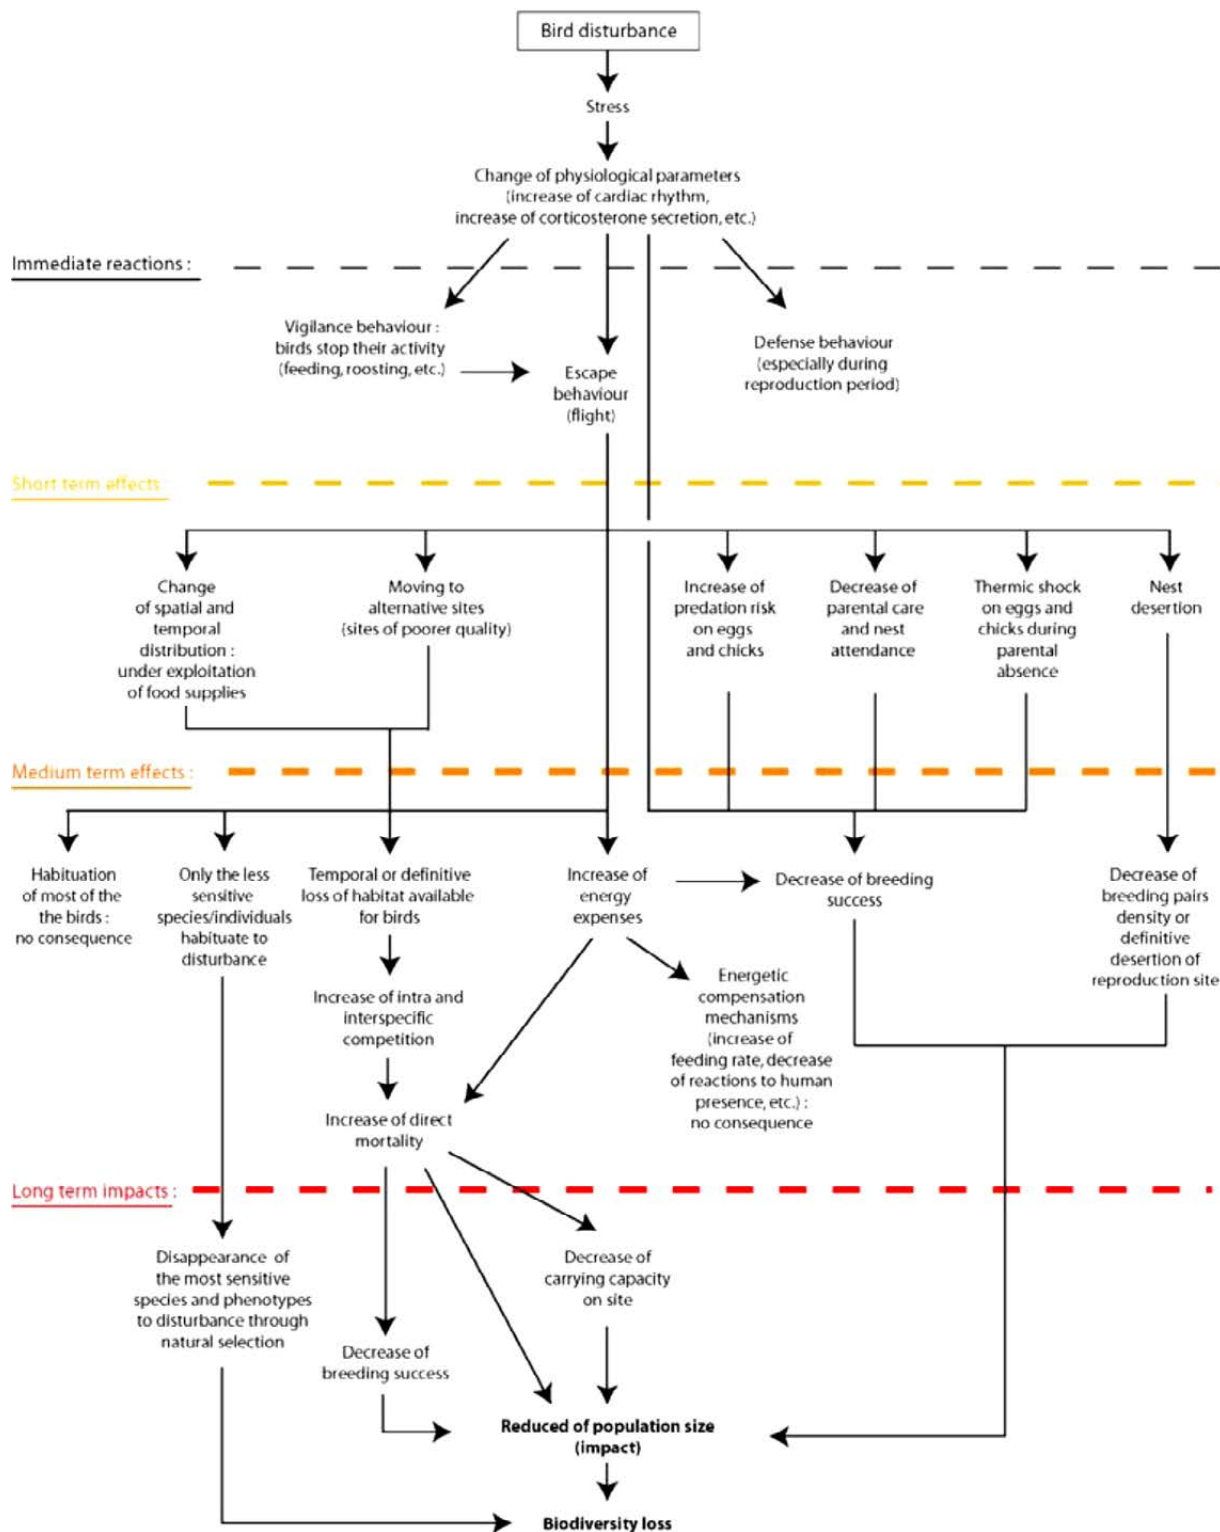 Bird disturbance
Stress
Change of physiological parameters
(increase of cardiac rhythm,
increase of corticosterone secretion, etc.)
Immediate reactions :
Vigilance behaviour :
birds stop their activity
(feeding, roosting, etc.)
Escape
behaviour
(flight)
Defense behaviour
(especially during
reproduction period)
Short term effects
Change
of spatial and
temporal
distribution :
under exploitation
of food supplies
Moving to
alternative sites
(sites of poorer quality)
Increase of
predation risk
on eggs
and chicks
Decrease of
parental care
and nest
attendance
Thermic shock
on eggs and
chicks during
parental
absence
Nest
desertion
Medium term effects :
Habituation
of most of the
the birds :
no consequence
Only the less
sensitive
species/individuals
habituate to
disturbance
Temporal or definitive
loss of habitat available
for birds
Increase of
energy
expenses
Decrease of breeding
success
Decrease of
breeding pairs
density or
definitive
desertion of
reproduction site
Increase of intra and
interspecific
competition
Energetic
compensation
mechanisms
(increase of
feeding rate, decrease
of reactions to human
presence, etc.) :
no consequence
Increase of direct
mortality
Long term impacts :
Disappearance of
the most sensitive
species and phenotypes
to disturbance through
natural selection
Decrease of
carrying capacity
on site
Decrease of
breeding success
Reduced of population size
(impact)
Biodiversity loss